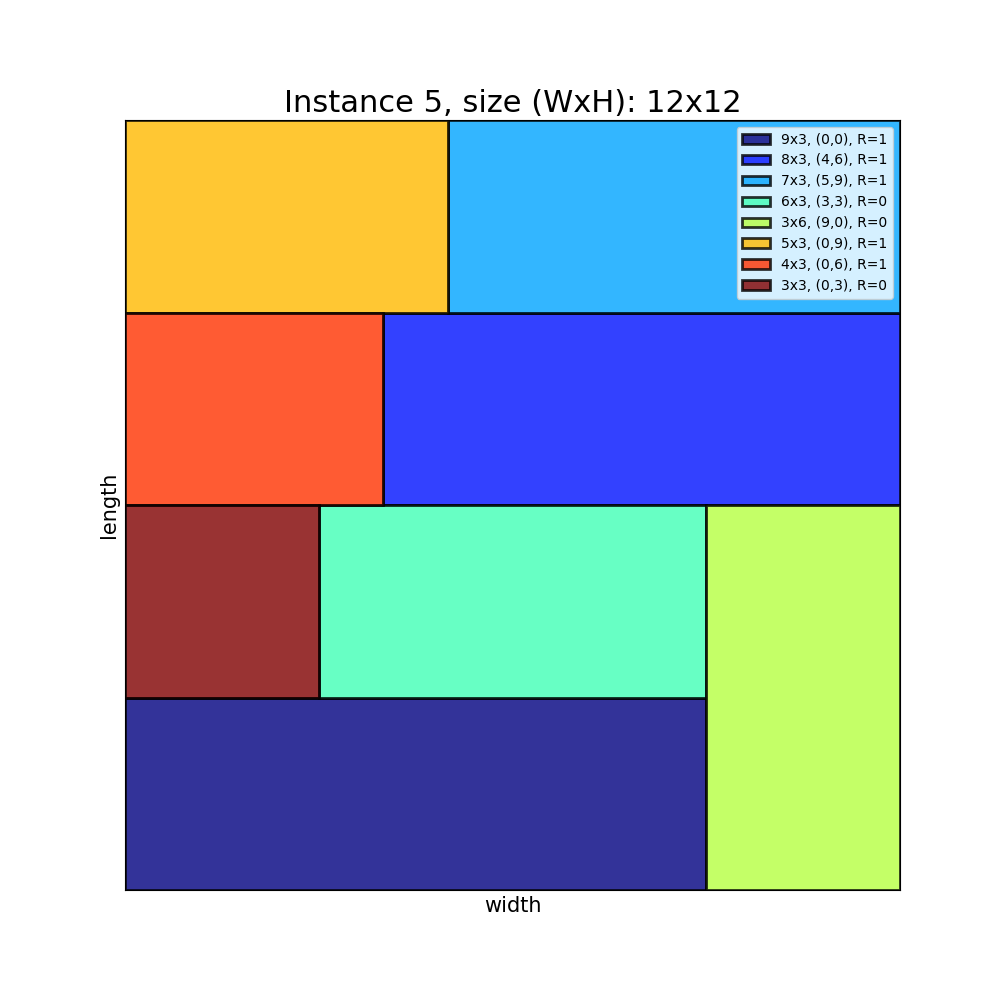 Instance 5, size (WxH): 12x12
9x3, (0,0), R=1
8x3, (4,6), R=1
7x3, (5,9), R=1
6x3, (3,3), R=0
3x6, (9,0), R=0
5x3, (0,9), R=1
4x3, (0,6), R=1
3x3, (0,3), R=0
length
width